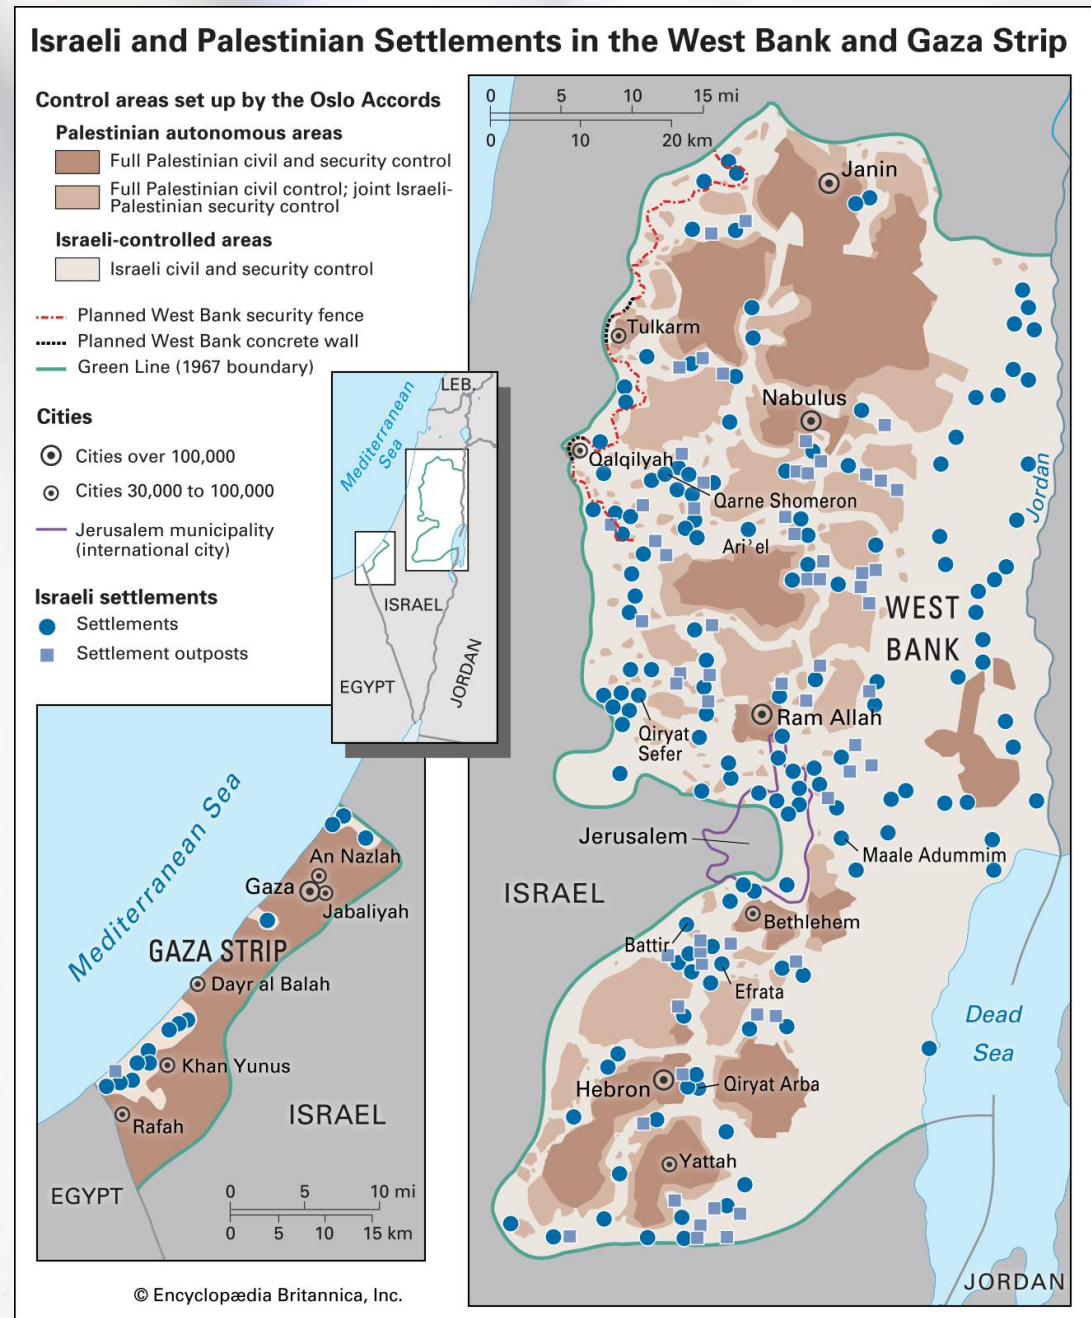 Israeli and Palestinian Settlements in the West Bank and Gaza Strip
Control areas set up by the Oslo Accords
Palestinian autonomous areas
Full Palestinian civil and security control
Full Palestinian civil control; joint Israeli-
Palestinian security control
Israeli-controlled areas
Israeli civil and security control
Planned West Bank security fence
Planned West Bank concrete wall
Green Line (1967 boundary)
Cities
Cities over 100,000
Cities 30,000 to 100,000
Jerusalem municipality
(international city)
Israeli settlements
Settlements
Settlement outposts
LEB.
Mediterranean
Sea
ISRAEL
EGYPT
JORDAN
0 5 10 15 mi
0 10 20 km
Janin
Tulkarm
Nabulus
Qalqilyah
Qarne Shomeron
Ari’el
Jordan
WEST
BANK
Ram Allah
Qiryat
Sefer
Jerusalem
Maale Adummim
ISRAEL
Bethlehem
Battir
Efrata
Dead
Sea
Hebron
Qiryat Arba
Yattah
JORDAN
Mediterranean Sea
An Nazlah
Gaza
Jabaliyah
GAZA STRIP
Dayr al Balah
Khan Yunus
ISRAEL
Rafah
EGYPT
0 5 10 mi
0 5 10 15 km
© Encyclopædia Britannica, Inc.